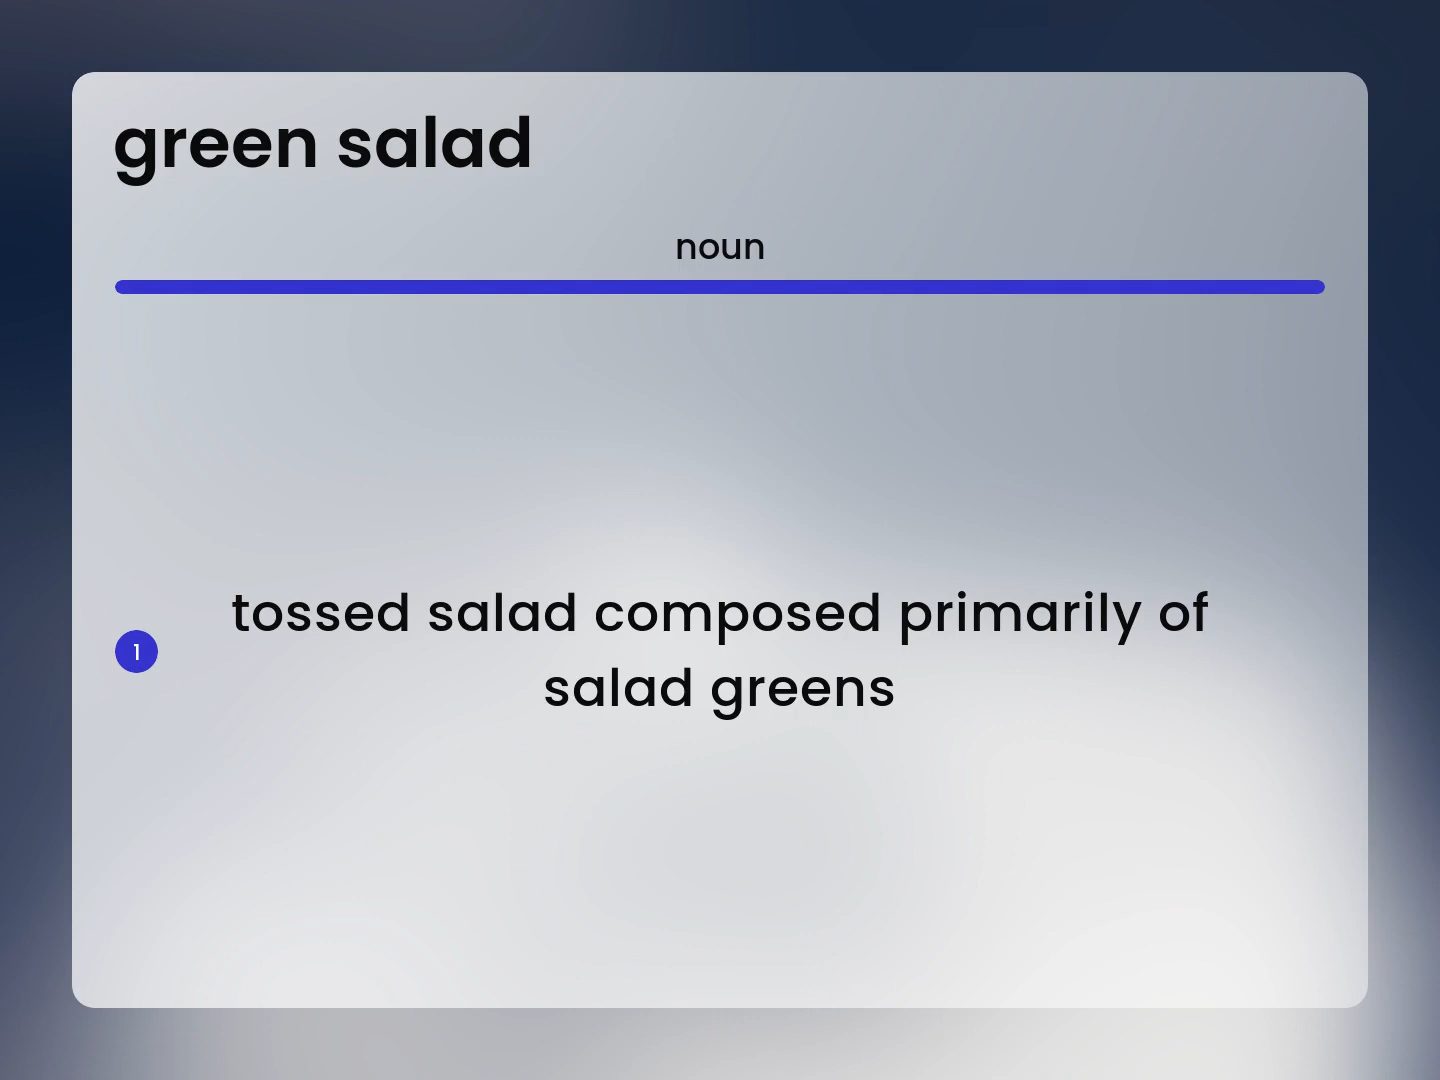 green salad
noun
1
tossed salad composed primarily of
salad greens